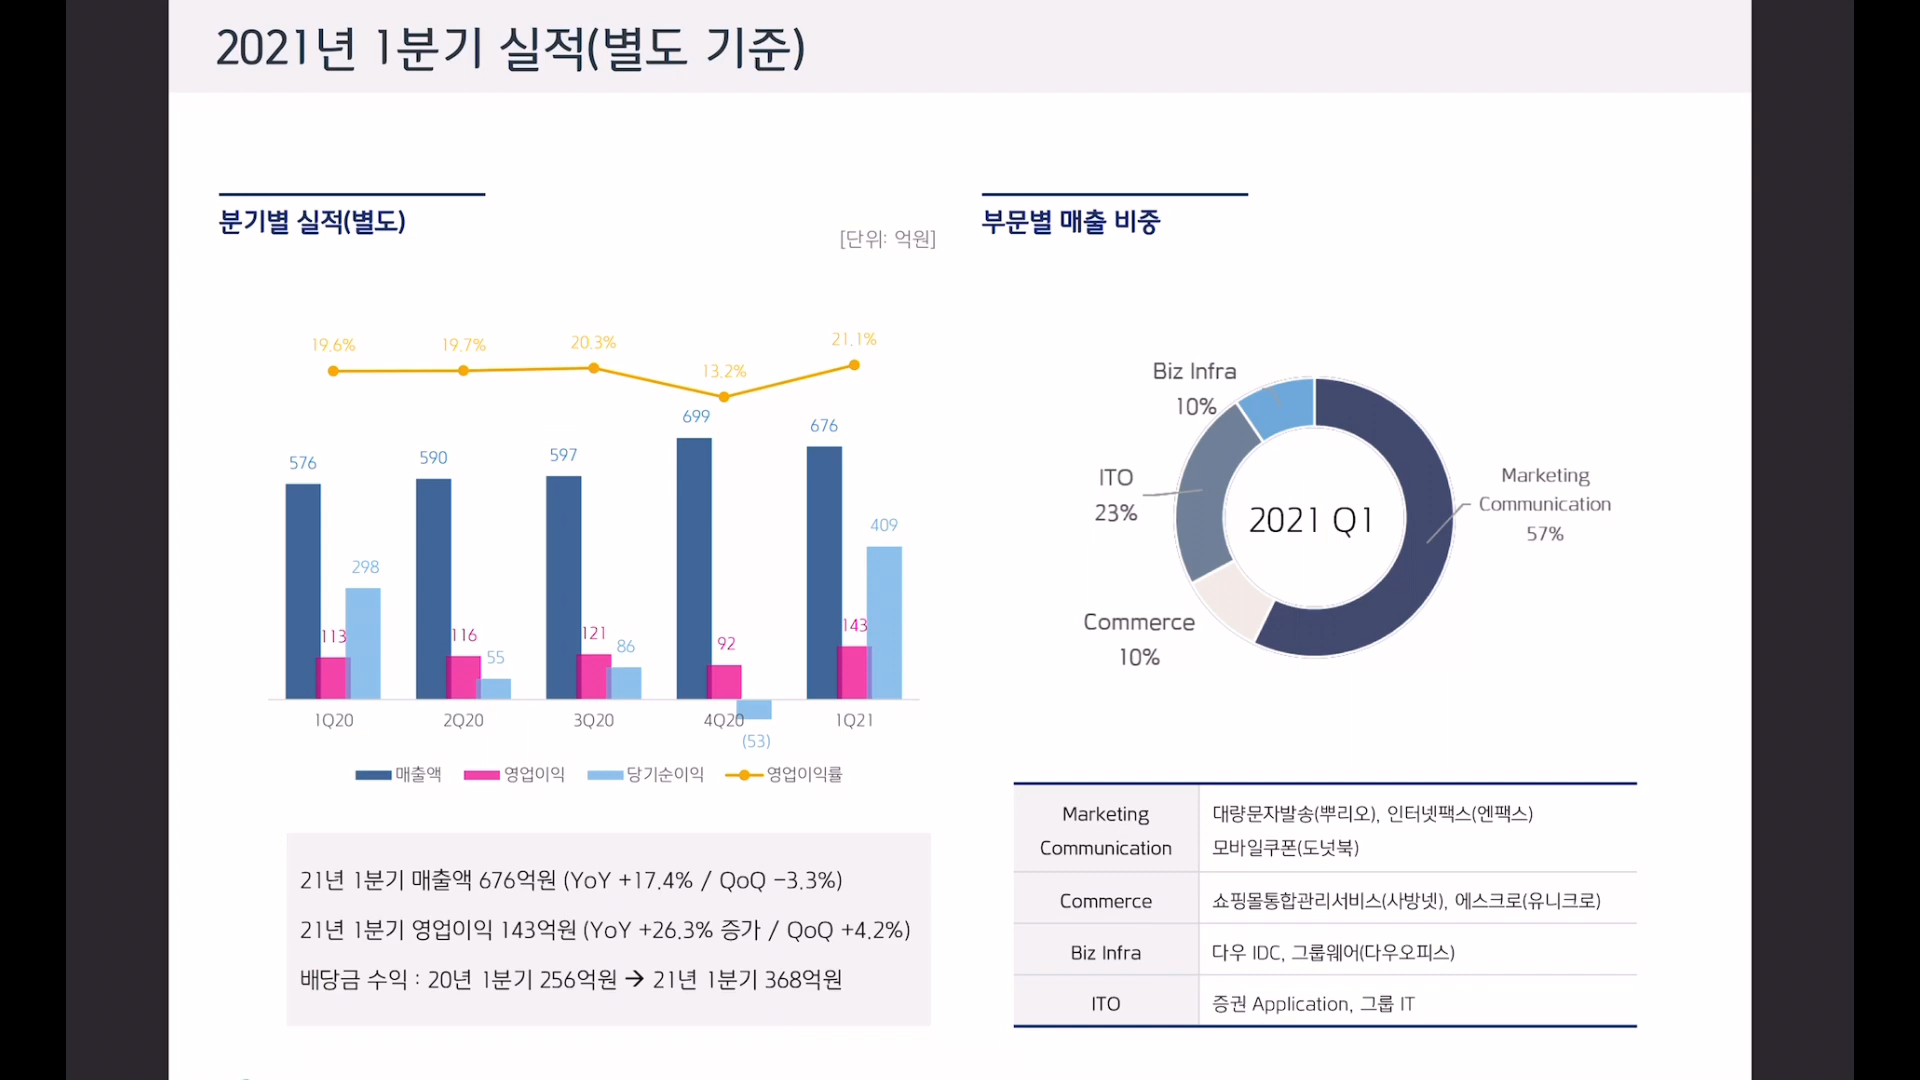 2021년 1분기 실적(별도 기준)
분기별 실적(별도)
[단위: 억원]
19.6%
19.7%
20.3%
13.2%
21.1%
576
590
597
699
676
113
116
121
92
143
298
55
86
(53)
409
1Q20
2Q20
3Q20
4Q20
1Q21
매출액
영업이익
당기순이익
영업이익률
21년 1분기 매출액 676억원 (YoY +17.4% / QoQ -3.3%)
21년 1분기 영업이익 143억원 (YoY +26.3% 증가 / QoQ +4.2%)
배당금 수익 : 20년 1분기 256억원 → 21년 1분기 368억원
부문별 매출 비중
Biz Infra
10%
ITO
23%
Commerce
10%
Marketing
Communication
57%
2021 Q1
Marketing
Communication
대량문자발송(뿌리오), 인터넷팩스(엔팩스)
모바일쿠폰(도넛북)
Commerce
쇼핑몰통합관리서비스(사방넷), 에스크로(유니크로)
Biz Infra
다우 IDC, 그룹웨어(다우오피스)
ITO
증권 Application, 그룹 IT